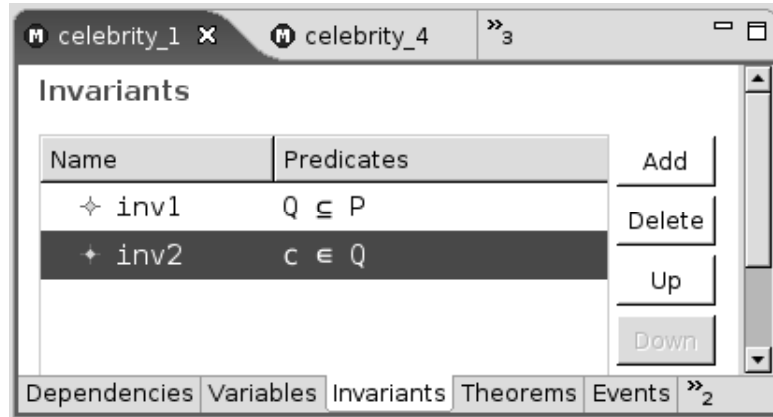 M celebrity_1 M celebrity_4 »3
Invariants
Name Predicates Add
inv1 Q ⊆ P Delete
inv2 c ∈ Q Up
Down
Dependencies Variables Invariants Theorems Events »2